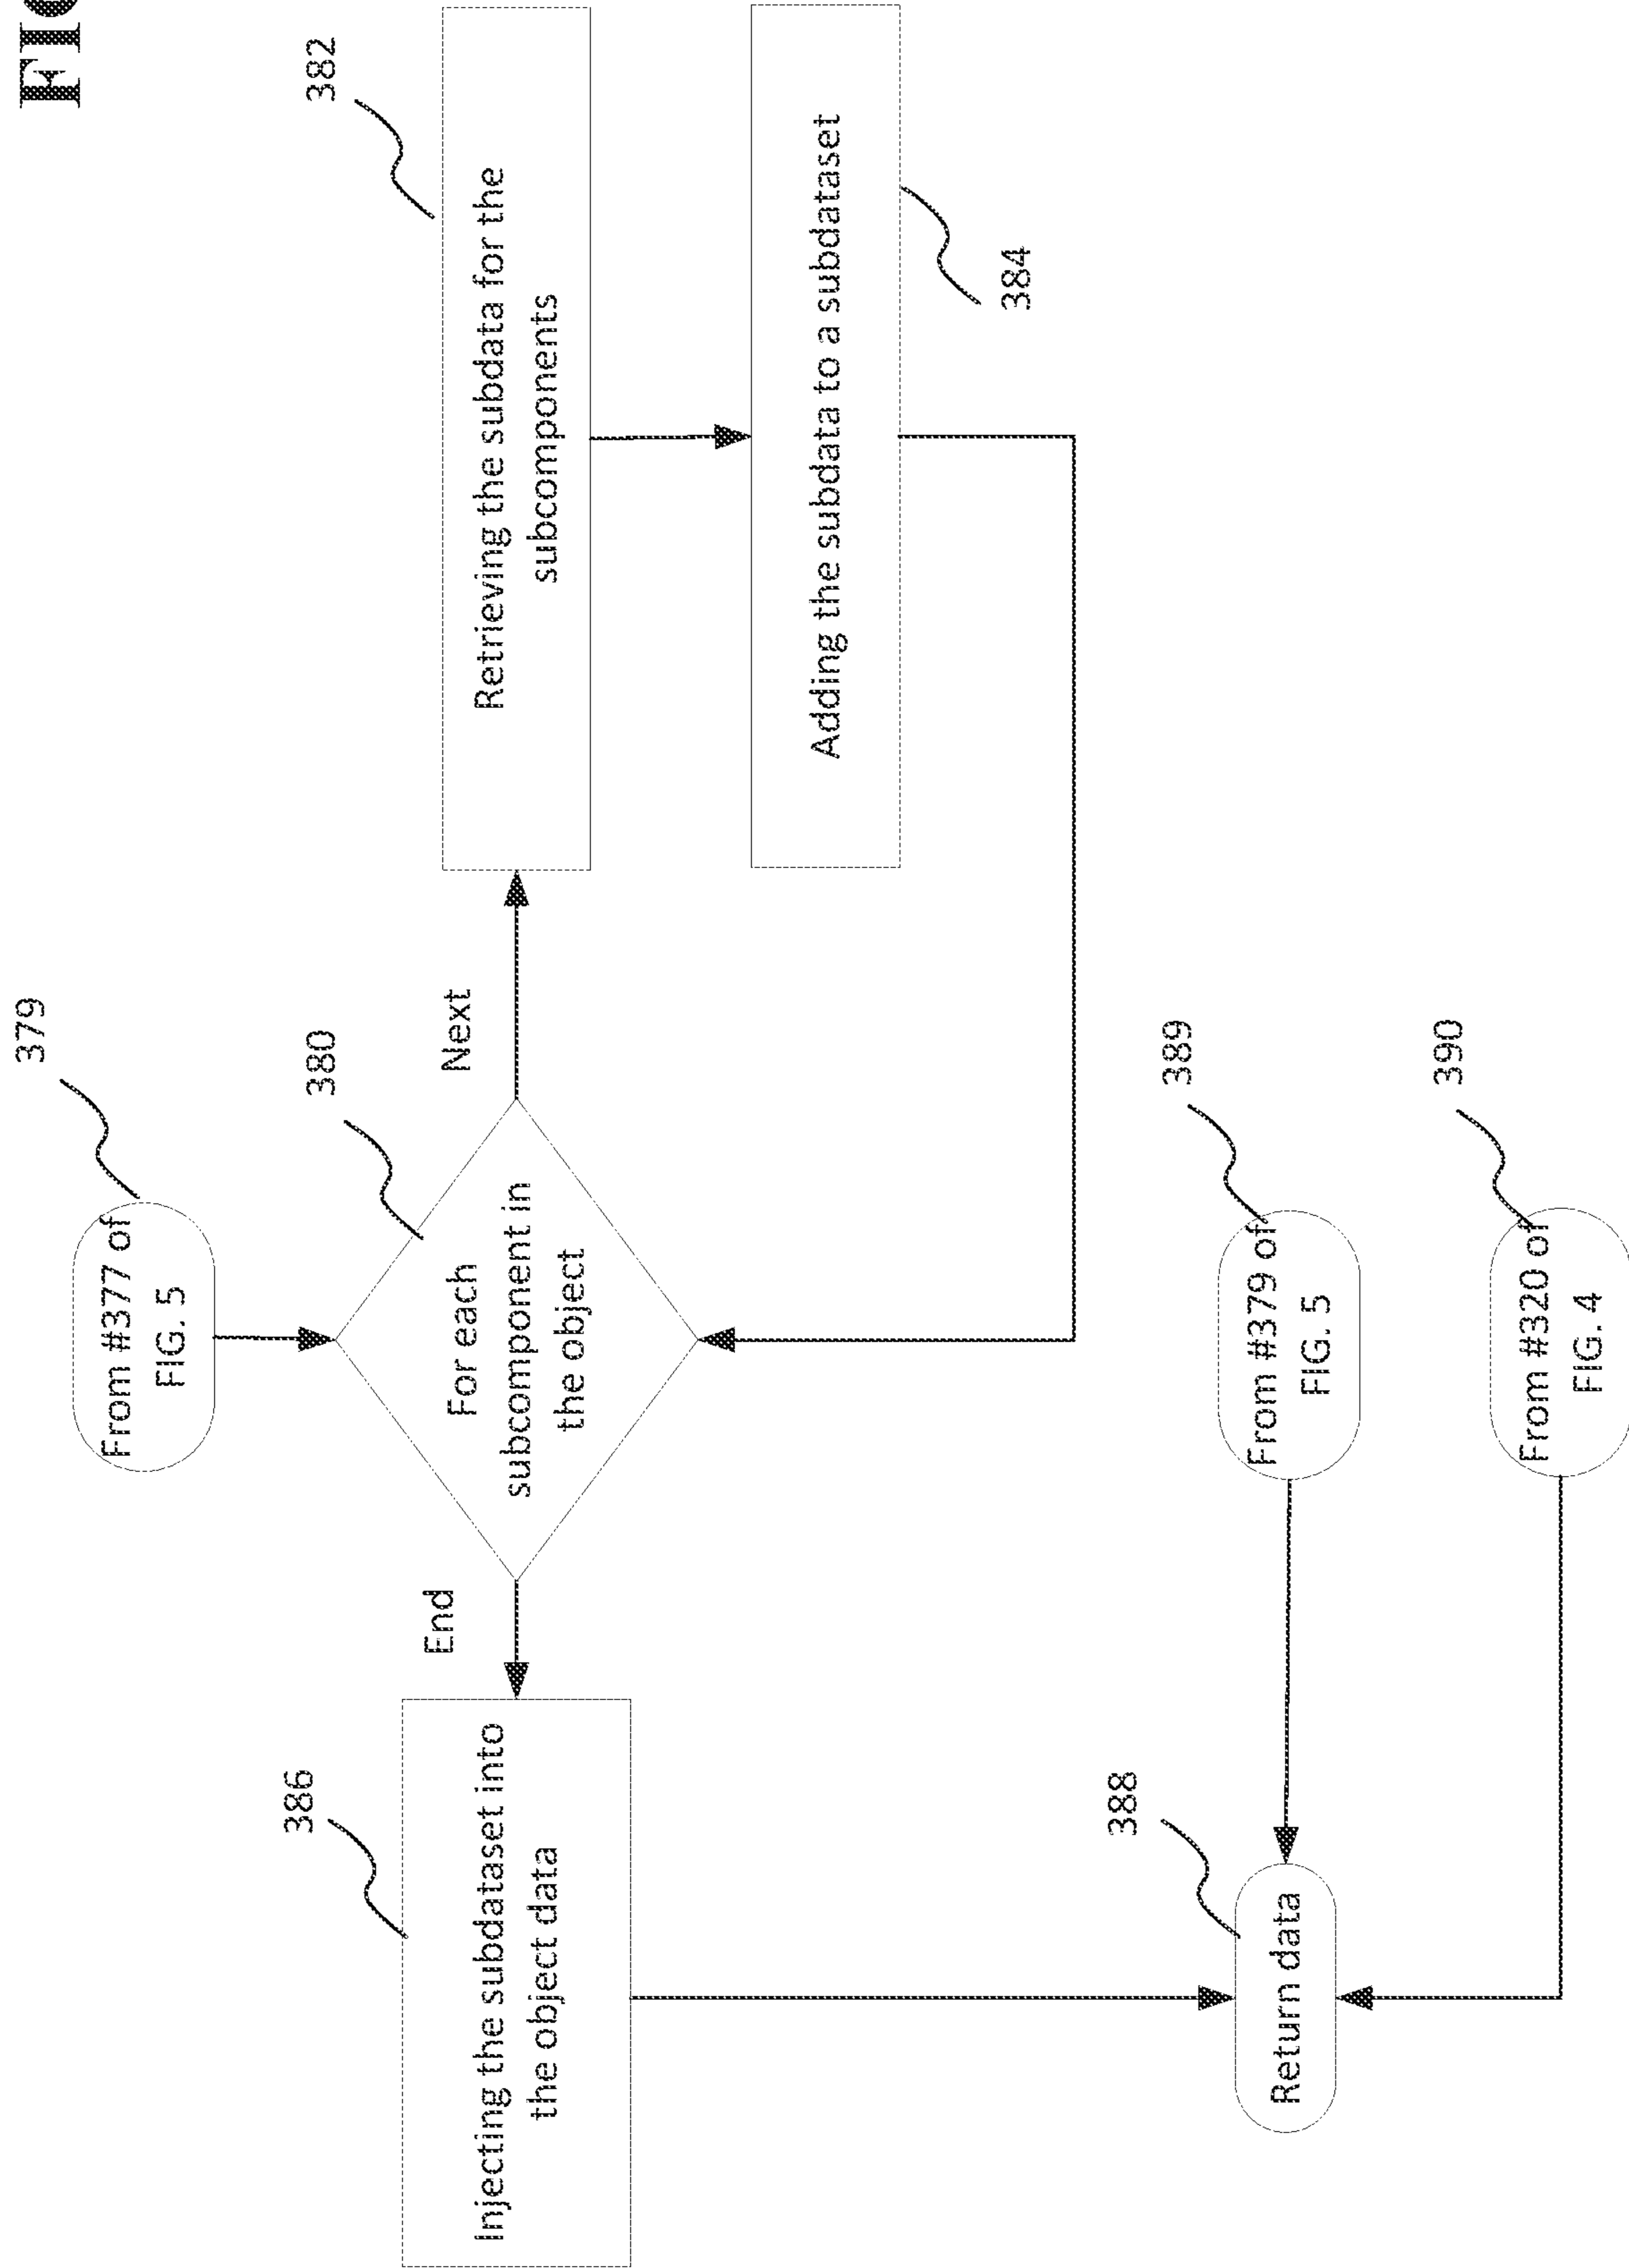 FIG
379
From #377 of
FIG. 5
380
For each
subcomponent in
the object
Next
End
382
Retrieving the subdata for the
subcomponents
Adding the subdata to a subdataset
384
386
Injecting the subdataset into
the object data
388
Return data
389
From #379 of
FIG. 5
390
From #320 of
FIG. 4